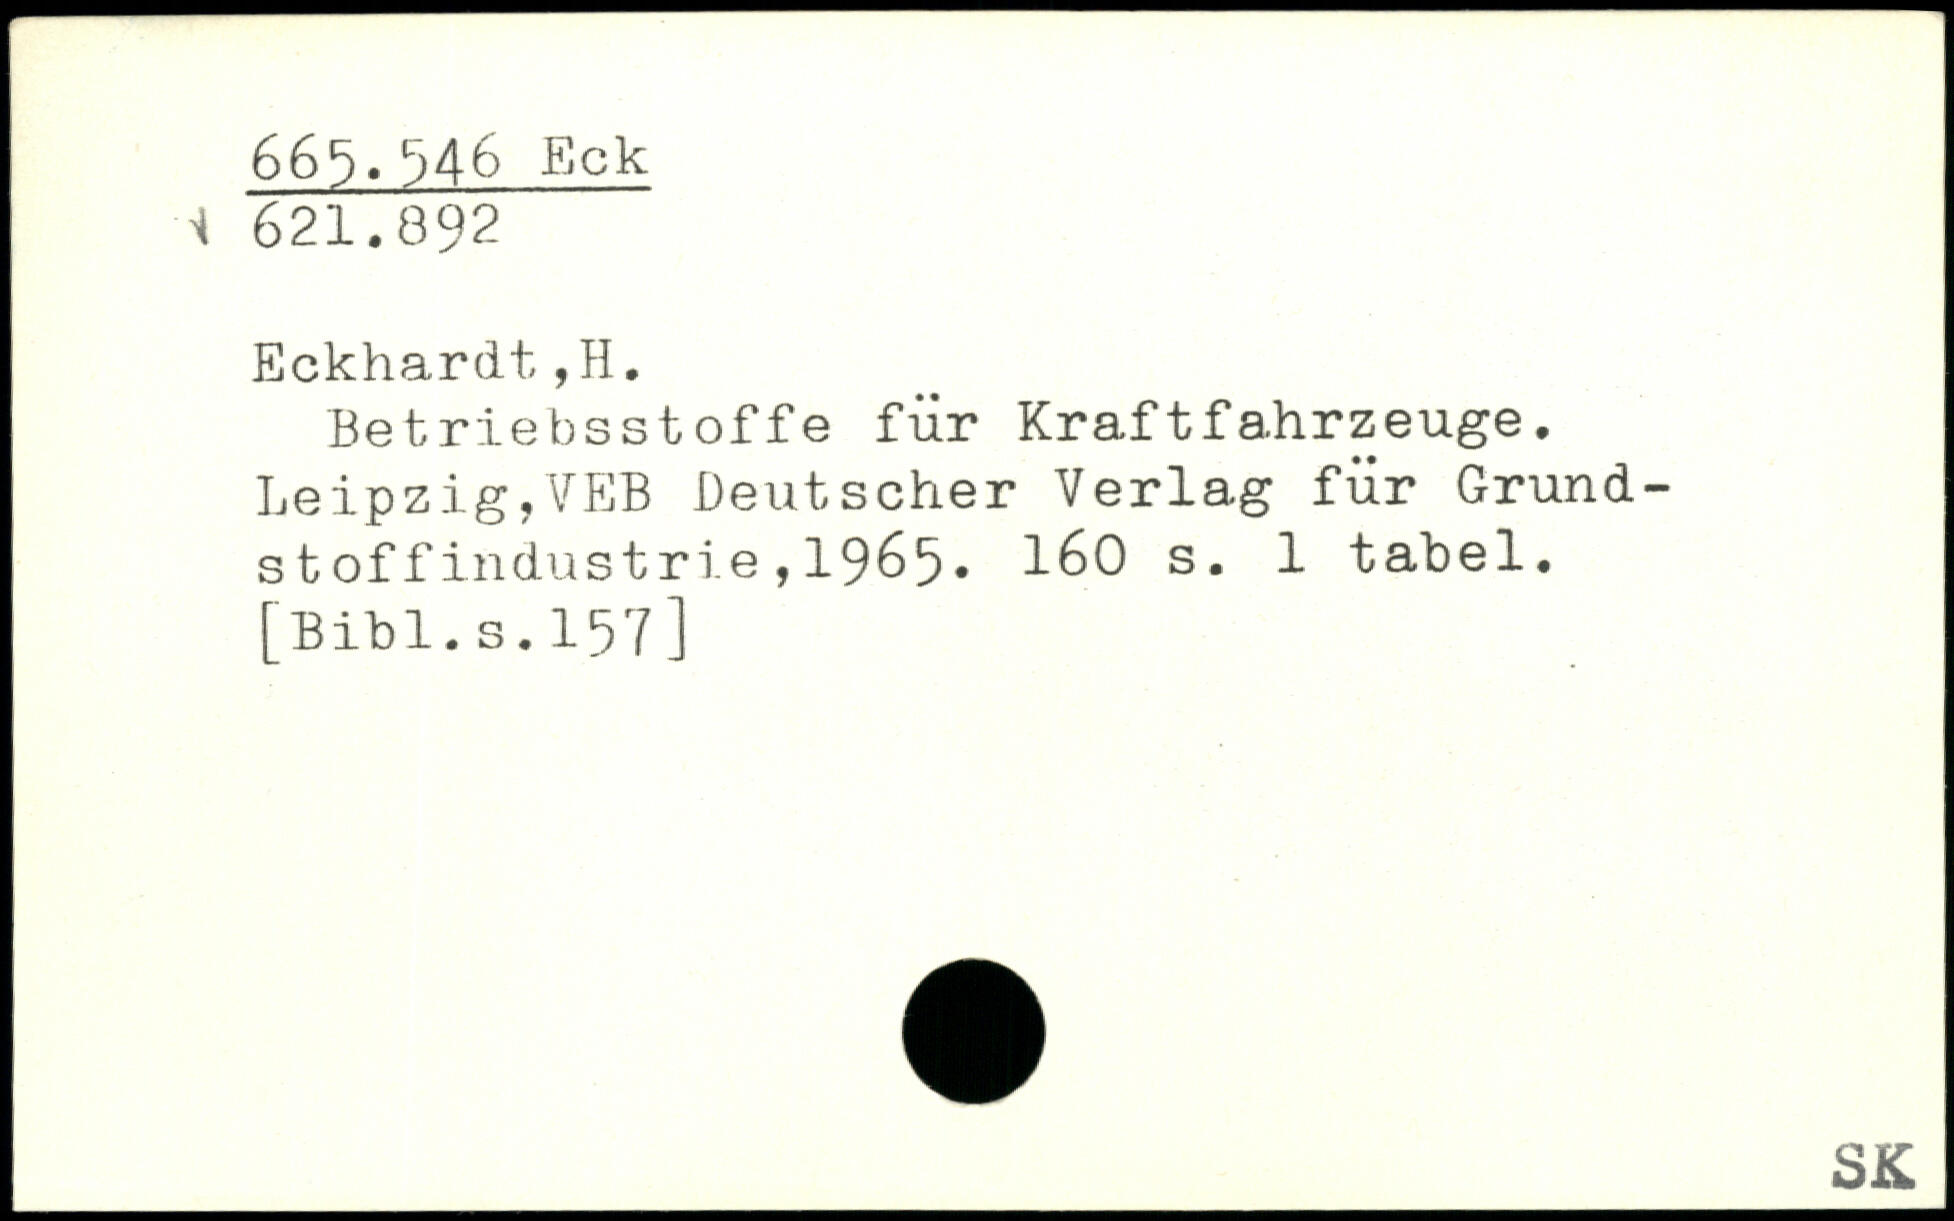 665.546 Eck
621.892
Eckhardt,H.
Betriebsstoffe für Kraftfahrzeuge.
Leipzig,VEB Deutscher Verlag für Grund-
stoffindustrie,1965. 160 s. 1 tabel.
[Bibl.s.157]
SK